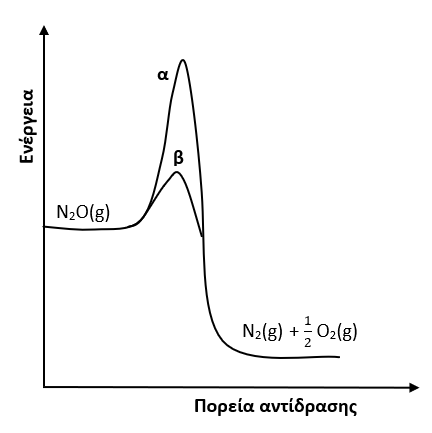 Ενέργεια
α
β
N₂O(g)
N₂(g) + 1/2 O₂(g)
Πορεία αντίδρασης